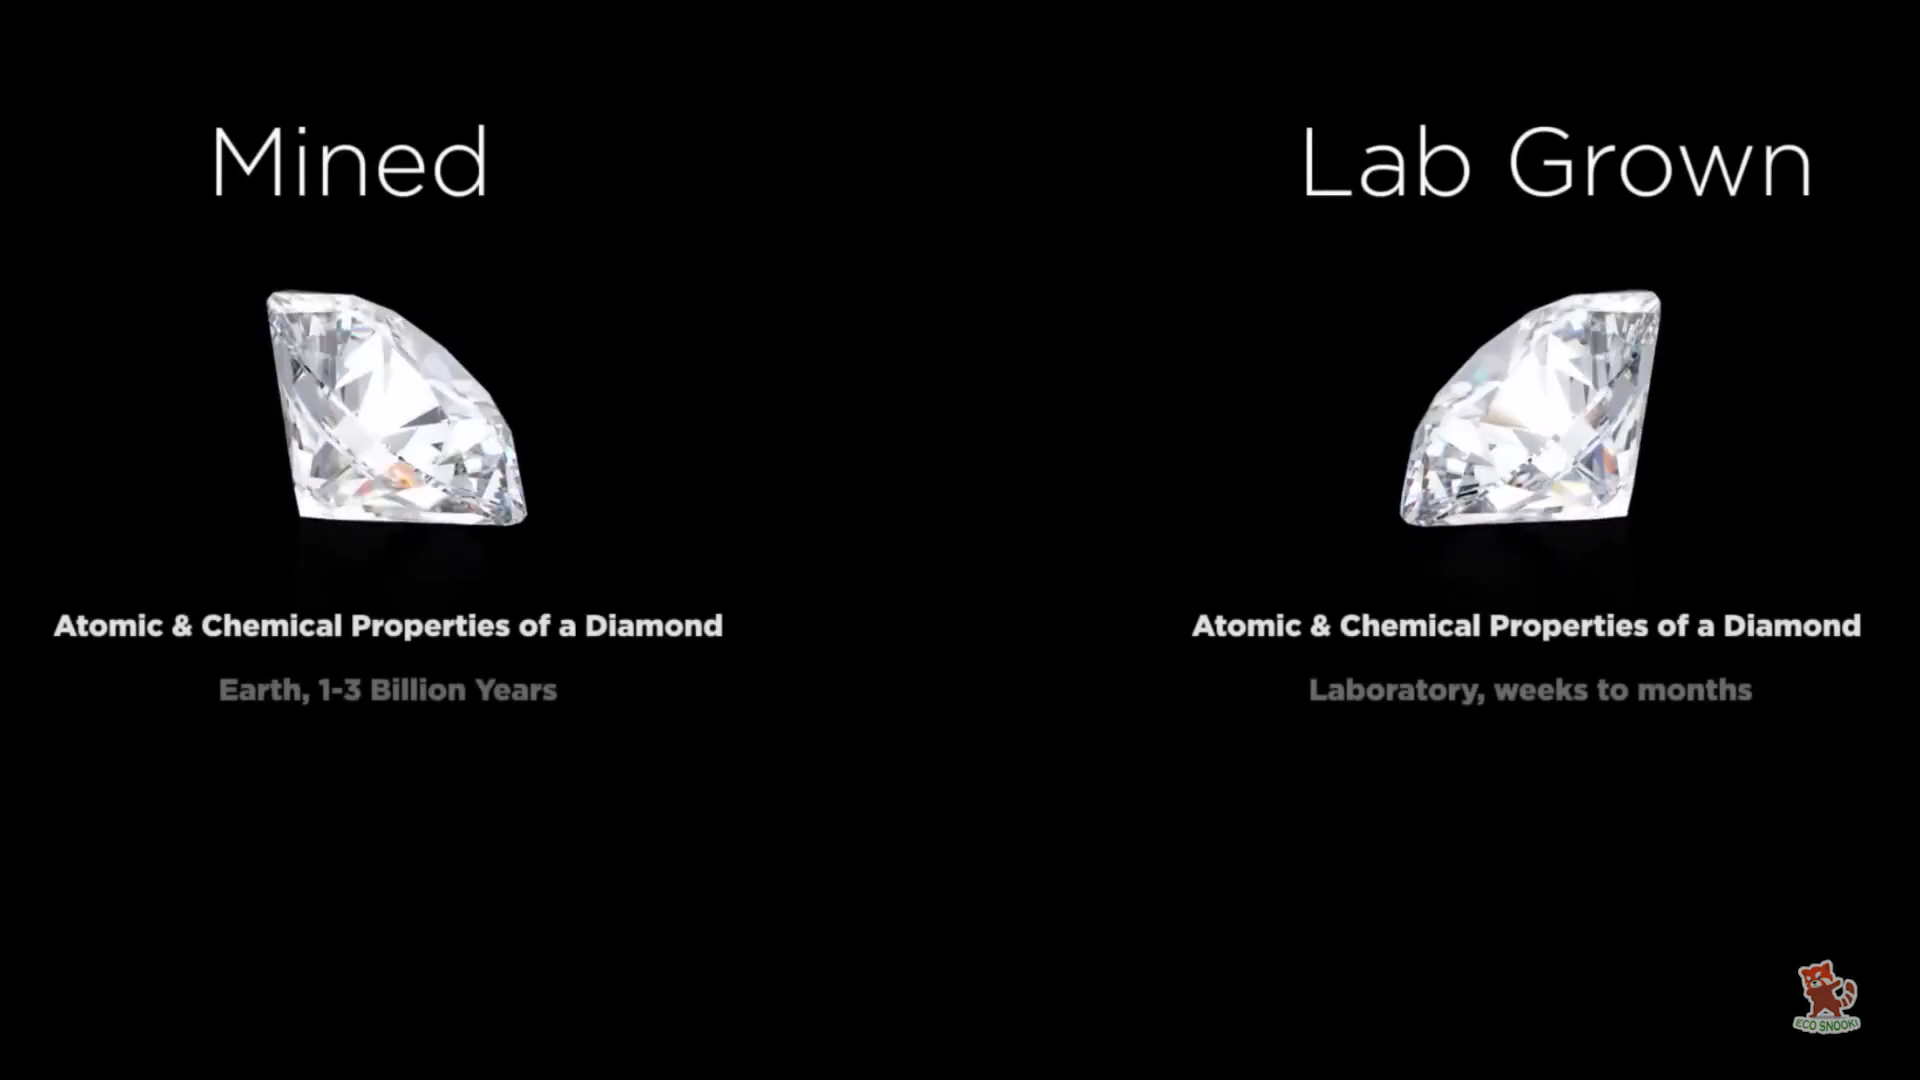 Mined
Lab Grown
Atomic & Chemical Properties of a Diamond
Atomic & Chemical Properties of a Diamond
Earth, 1-3 Billion Years
Laboratory, weeks to months
ECO SNOOKI